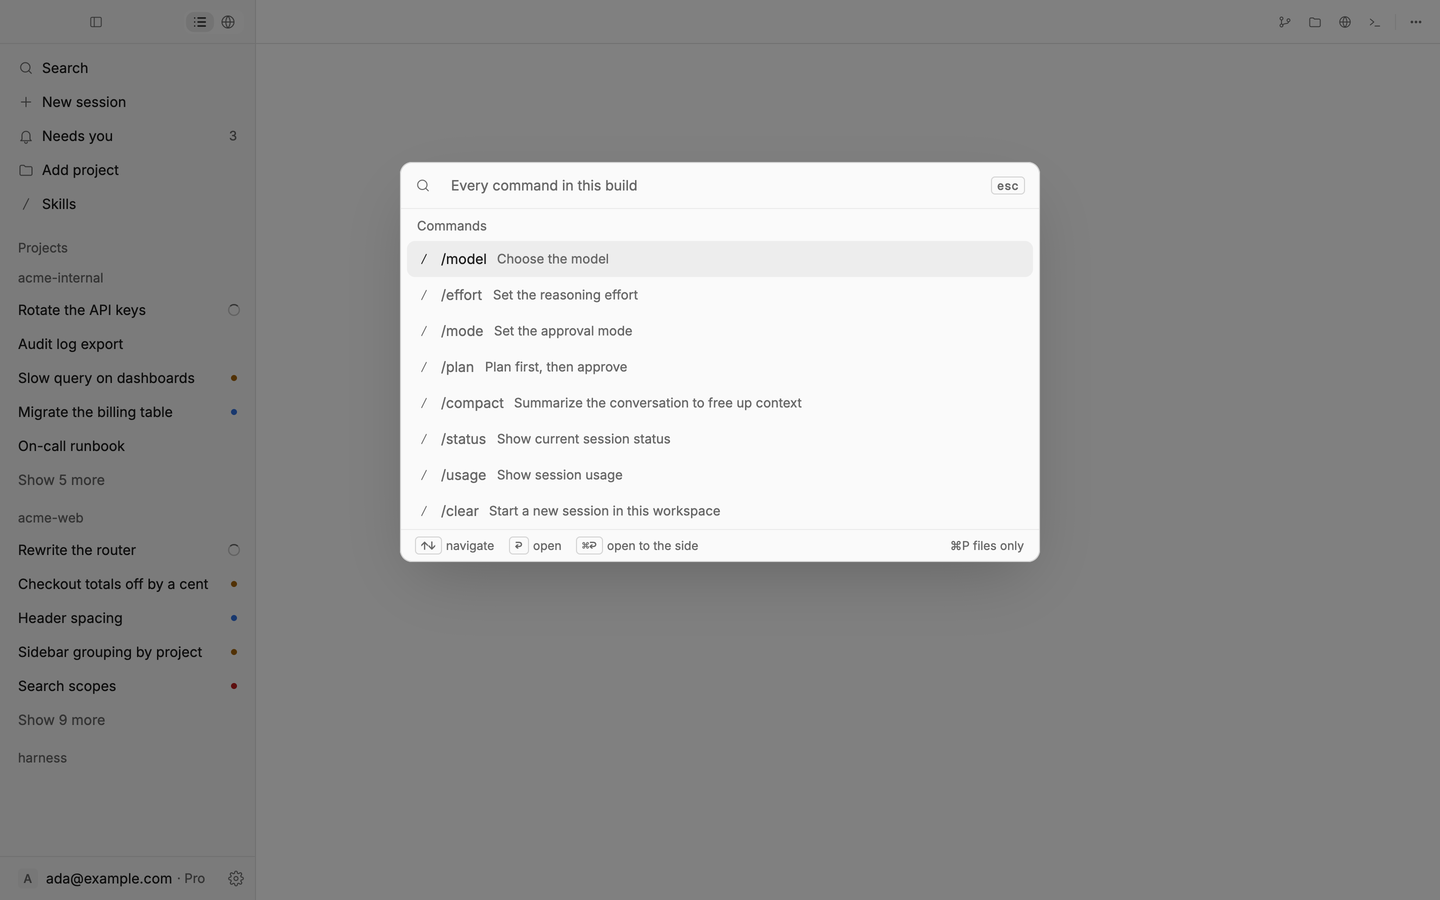 Search
New session
Needs you 3
Add project
/ Skills
Projects
acme-internal
Rotate the API keys
Audit log export
Slow query on dashboards
Migrate the billing table
On-call runbook
Show 5 more
acme-web
Rewrite the router
Checkout totals off by a cent
Header spacing
Sidebar grouping by project
Search scopes
Show 9 more
harness
A ada@example.com · Pro
Every command in this build esc
Commands
/ /model Choose the model
/ /effort Set the reasoning effort
/ /mode Set the approval mode
/ /plan Plan first, then approve
/ /compact Summarize the conversation to free up context
/ /status Show current session status
/ /usage Show session usage
/ /clear Start a new session in this workspace
↑↓ navigate ↩ open ⌘↩ open to the side ⌘P files only